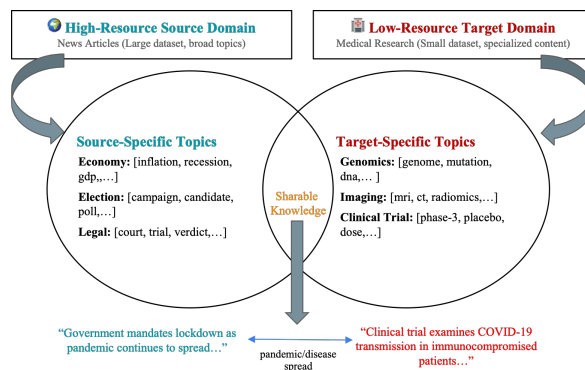 High-Resource Source Domain
News Articles (Large dataset, broad topics)
Low-Resource Target Domain
Medical Research (Small dataset, specialized content)
Source-Specific Topics
Economy: [inflation, recession,
gdp,,...]
Election: [campaign, candidate,
poll,...]
Legal: [court, trial, verdict,...]
Sharable
Knowledge
Target-Specific Topics
Genomics: [genome, mutation,
dna,... ]
Imaging: [mri, ct, radiomics,...]
Clinical Trial: [phase-3, placebo,
dose,...]
“Government mandates lockdown as
pandemic continues to spread…”
pandemic/disease
spread
“Clinical trial examines COVID-19
transmission in immunocompromised
patients…”